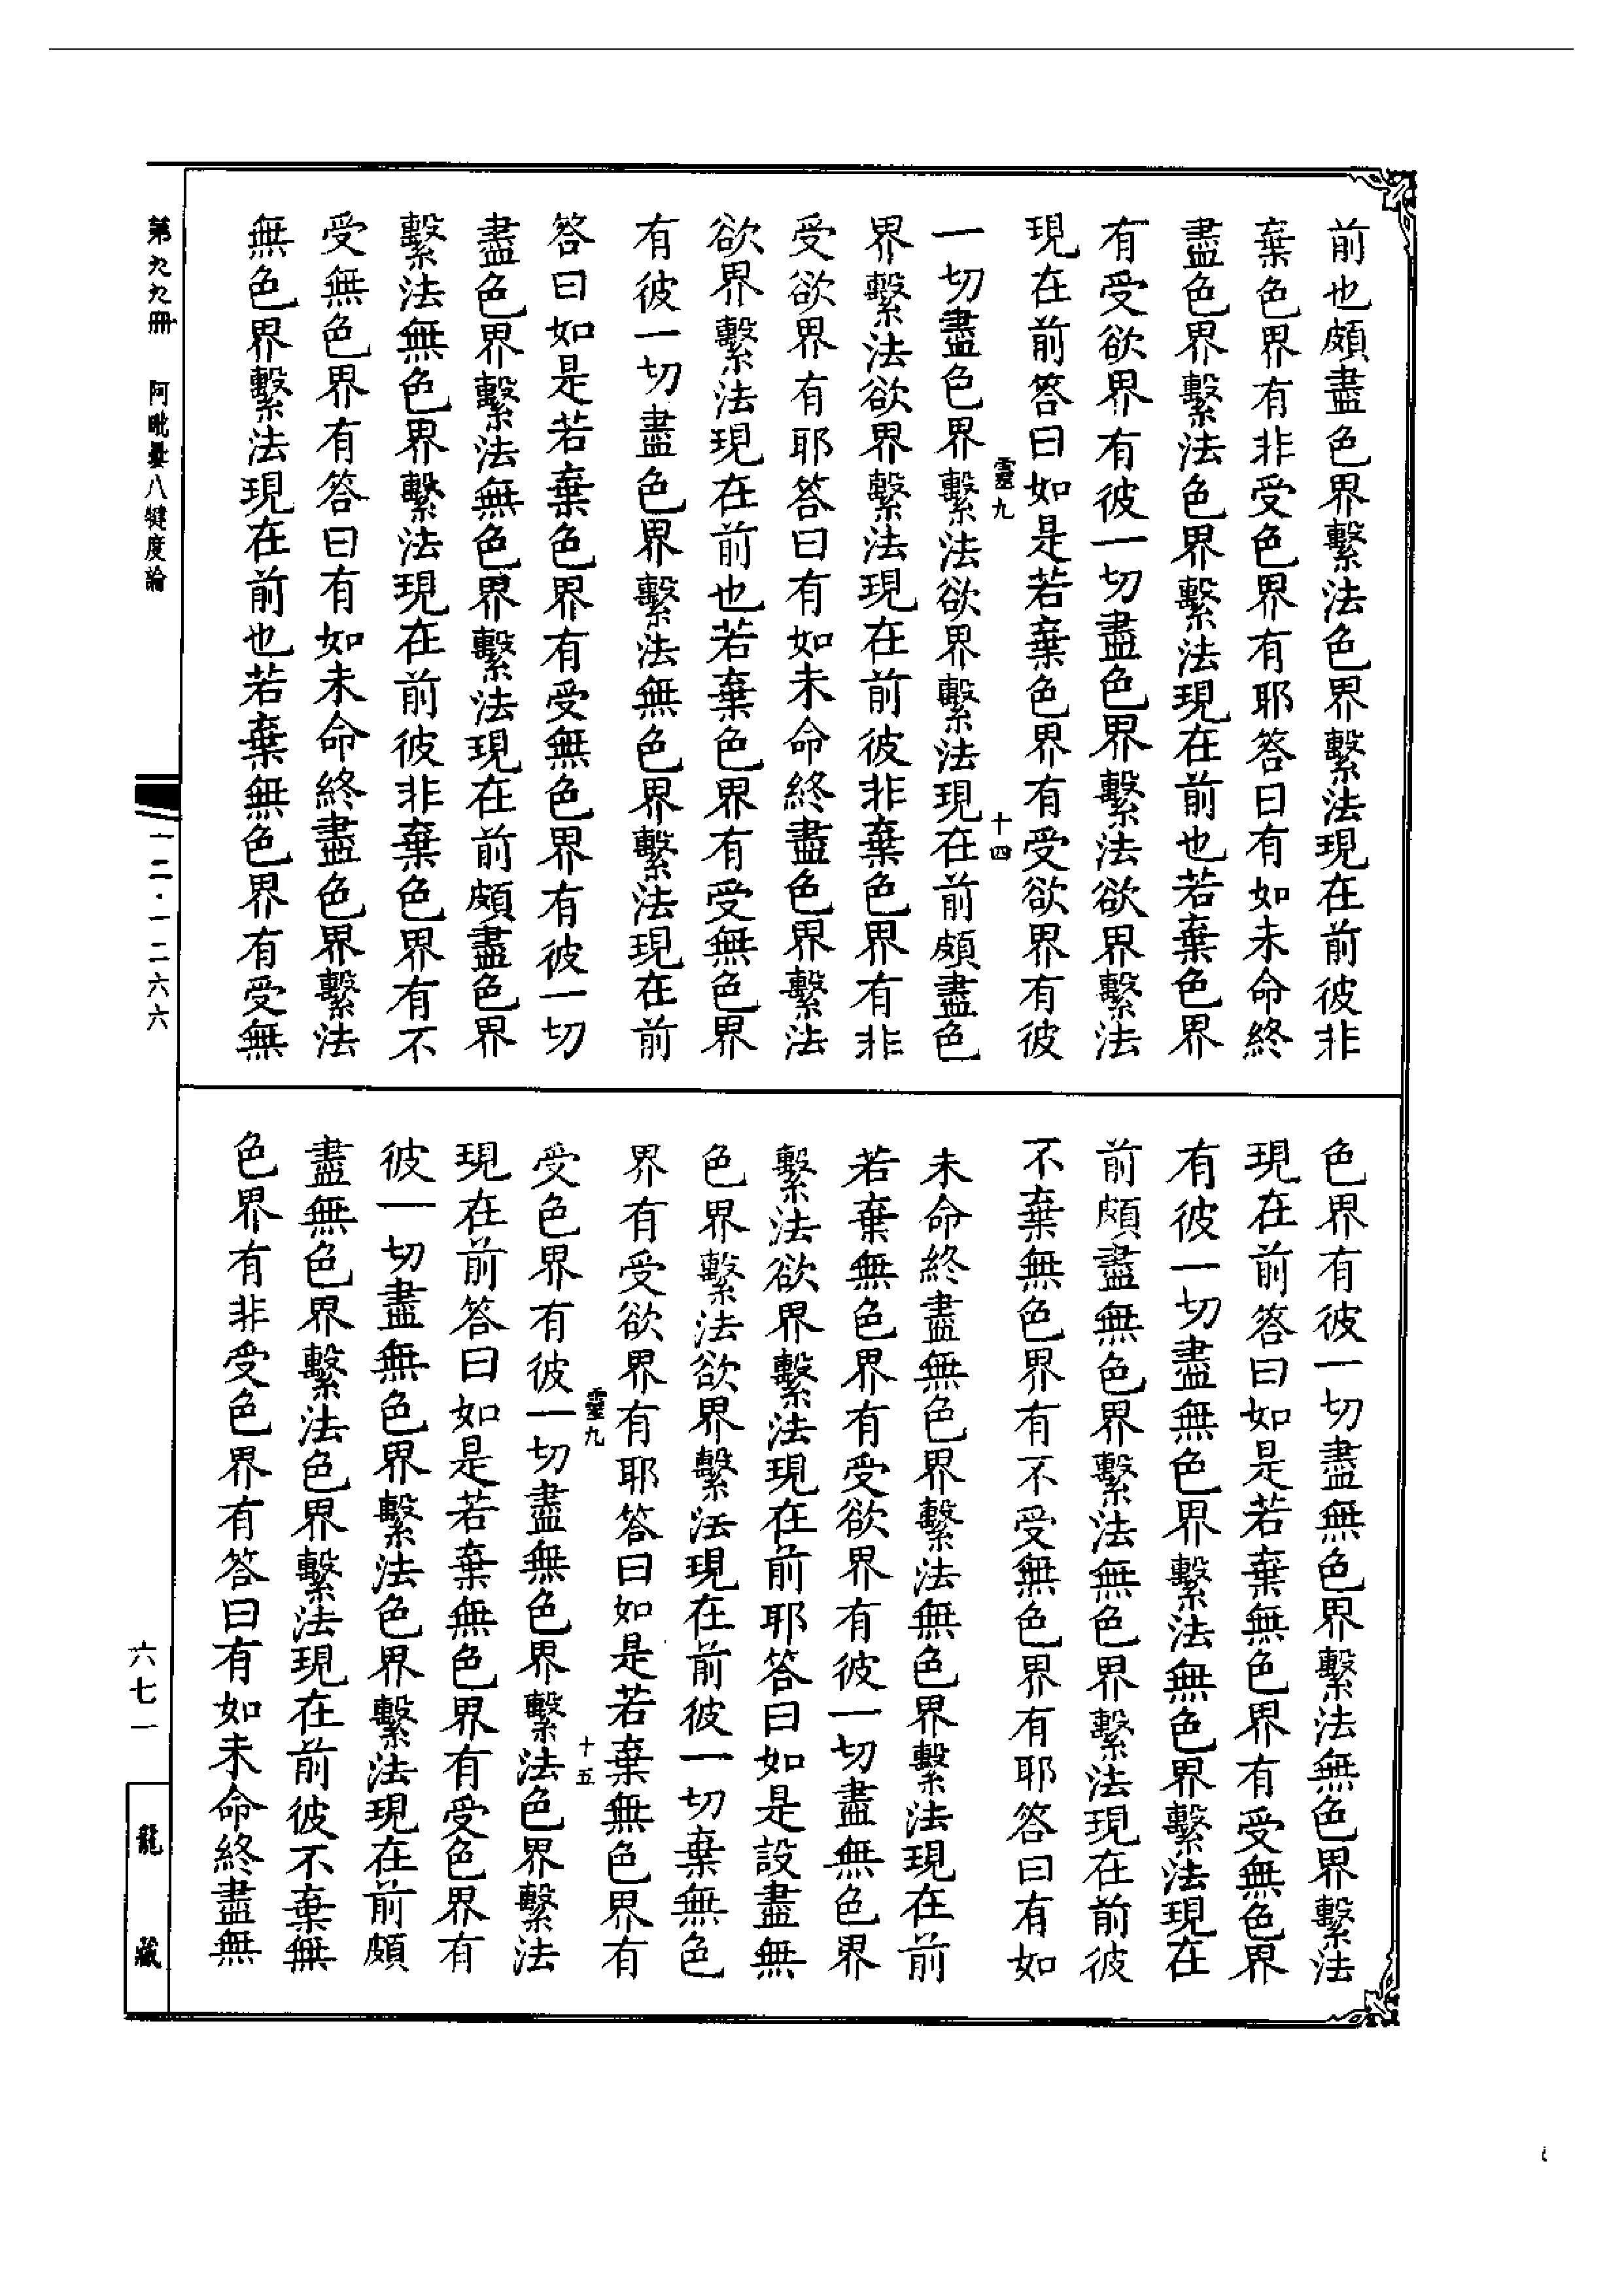 前也頗盡色界繫法色界繫法現在前彼非
棄色界有非受色界有耶答曰有如未命終
盡色界繫法色界繫法現在前也若棄色界
有受欲界有彼一切盡色界繫法欲界繫法
現在前答曰如是若棄色界有受欲界有彼
靈九
十四
一切盡色界繫法欲界繫法現在前頗盡色
界繫法欲界繫法現在前彼非棄色界有非
受欲界有耶答曰有如未命終盡色界繫法
欲界繫法現在前也若棄色界有受無色界
有彼一切盡色界繫法無色界繫法現在前
答曰如是若棄色界有受無色界有彼一切
盡色界繫法無色界繫法現在前頗盡色界
繫法無色界繫法現在前彼非棄色界有不
受無色界有答曰有如未命終盡色界繫法
無色界繫法現在前也若棄無色界有受無
色界有彼一切盡無色界繫法無色界繫法
現在前答曰如是若棄無色界有受無色界
有彼一切盡無色界繫法無色界繫法現在
前頗盡無色界繫法無色界繫法現在前彼
不棄無色界有不受無色界有耶答曰有如
未命終盡無色界繫法無色界繫法現在前
若棄無色界有受欲界有彼一切盡無色界
繫法欲界繫法現在前耶答曰如是設盡無
色界繫法欲界繫法現在前彼一切棄無色
界有受欲界有耶答曰如是若棄無色界有
靈九
十五
受色界有彼一切盡無色界繫法色界繫法
現在前答曰如是若棄無色界有受色界有
彼一切盡無色界繫法色界繫法現在前頗
盡無色界繫法色界繫法現在前彼不棄無
色界有非受色界有答曰有如未命終盡無
第九九冊 阿毗曇八犍度論
一二·一二六六
六七一
龍藏